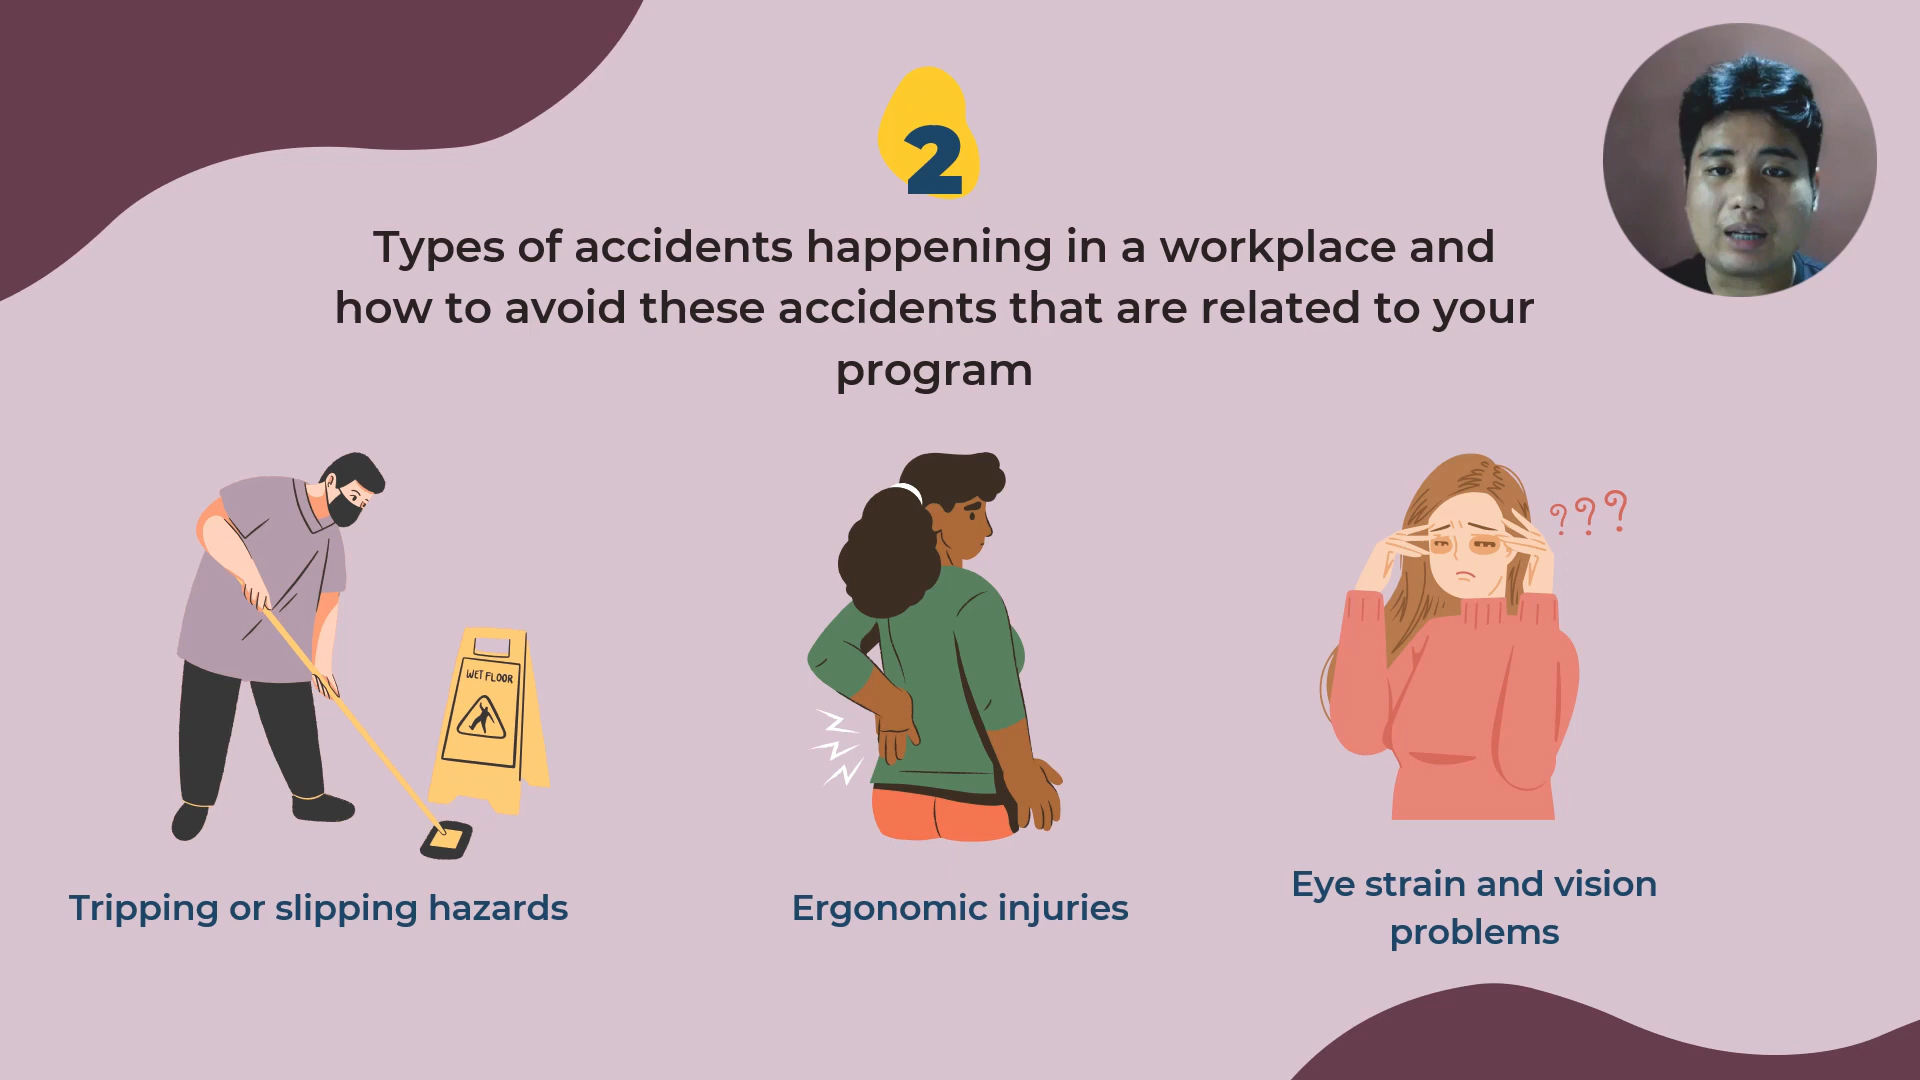 2
Types of accidents happening in a workplace and
how to avoid these accidents that are related to your
program
???
WET FLOOR
Tripping or slipping hazards
Ergonomic injuries
Eye strain and vision
problems